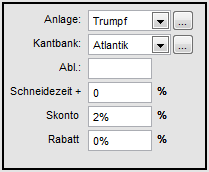 Anlage: Trumpf ...
Kantbank: Atlantik ...
Abl.:
Schneidezeit + 0 %
Skonto 2% %
Rabatt 0% %